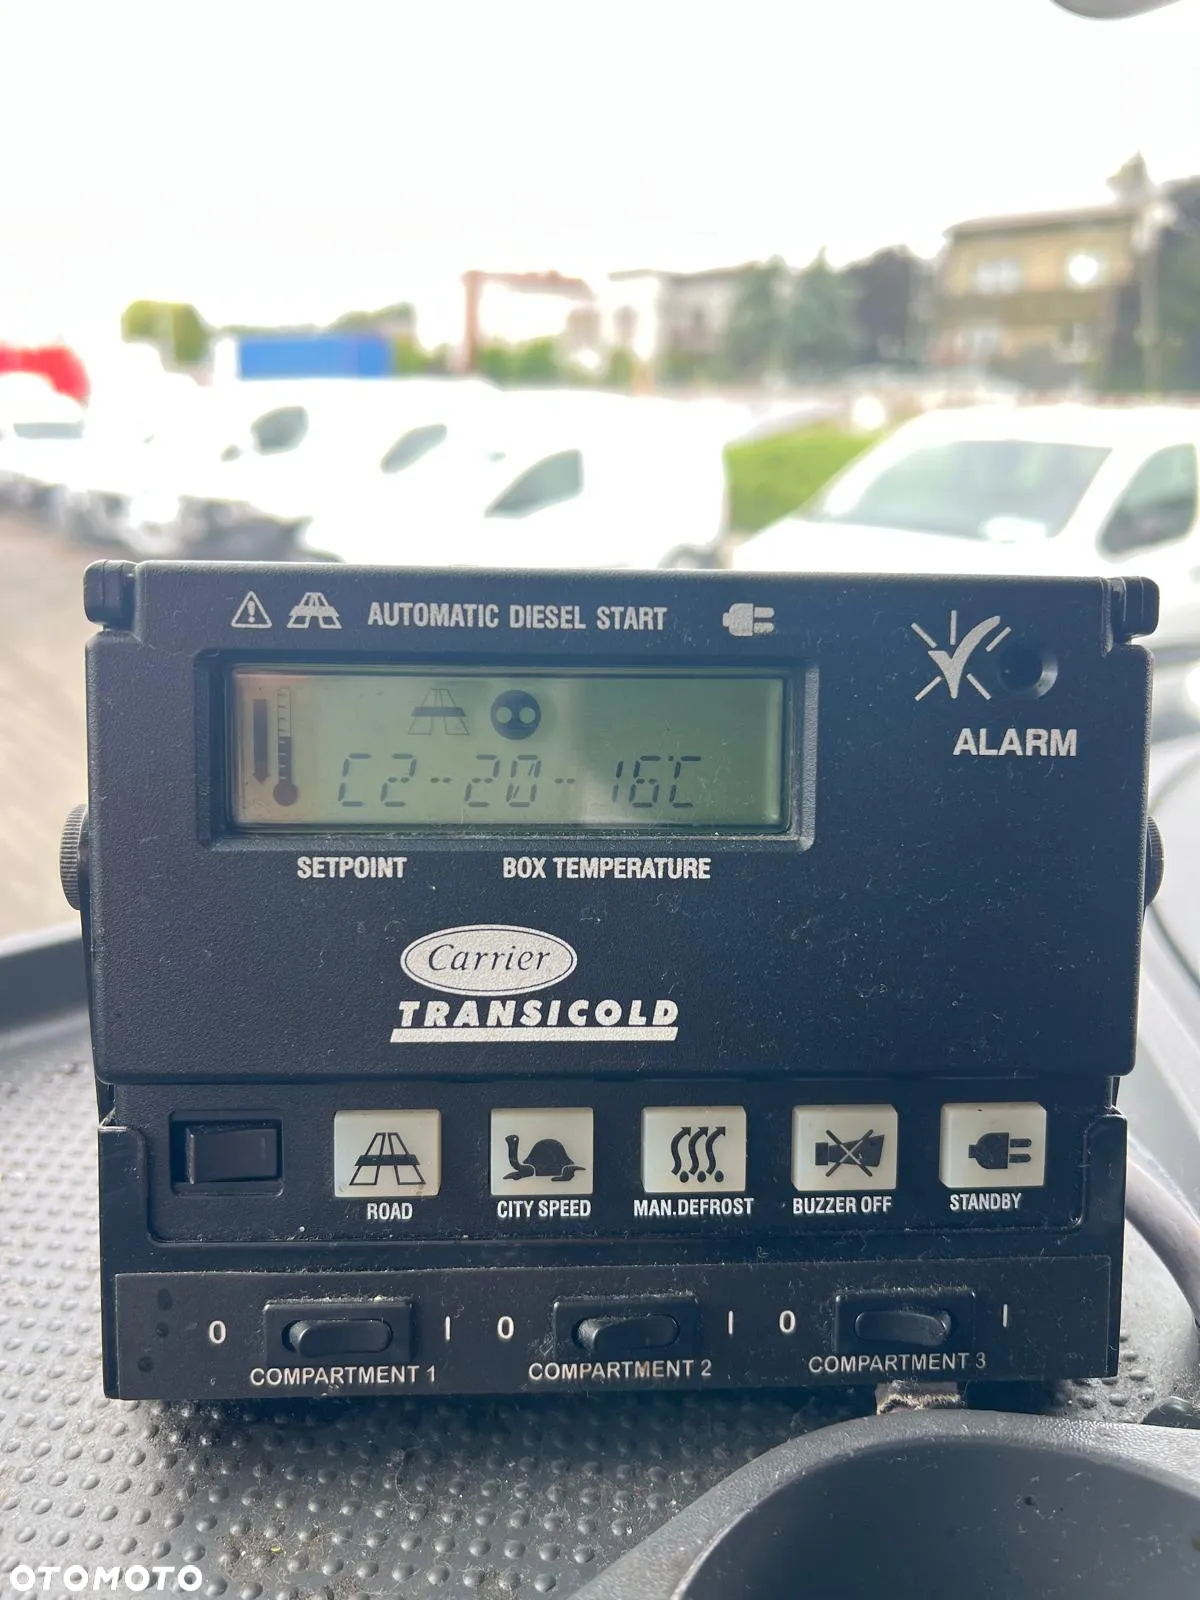 AUTOMATIC DIESEL START
C2-20-16°C
ALARM
SETPOINT BOX TEMPERATURE
Carrier
TRANSICOLD
ROAD CITY SPEED MAN.DEFROST BUZZER OFF STANDBY
0 I 0 I 0 I
COMPARTMENT 1 COMPARTMENT 2 COMPARTMENT 3
OTOMOTO